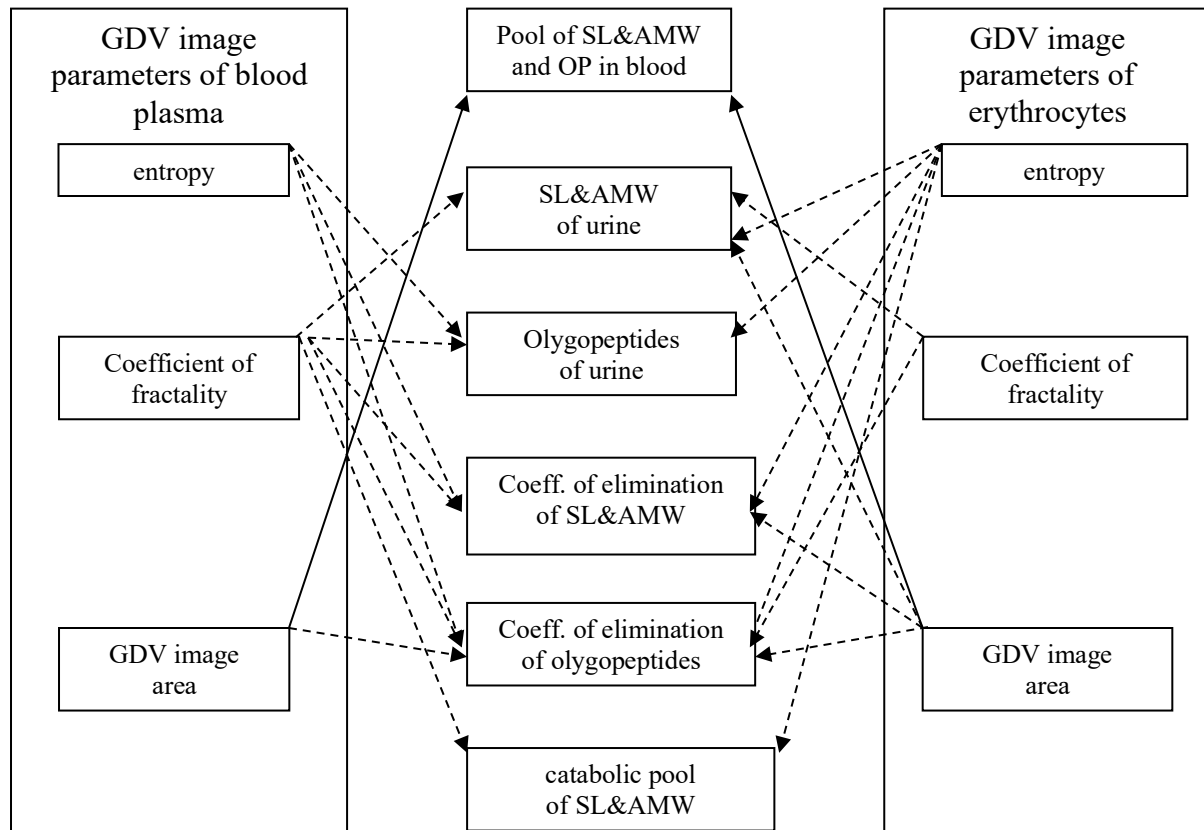 GDV image
parameters of blood
plasma
entropy
Coefficient of
fractality
GDV image
area
Pool of SL&AMW
and OP in blood
SL&AMW
of urine
Olygopeptides
of urine
Coeff. of elimination
of SL&AMW
Coeff. of elimination
of olygopeptides
catabolic pool
of SL&AMW
GDV image
parameters of
erythrocytes
entropy
Coefficient of
fractality
GDV image
area